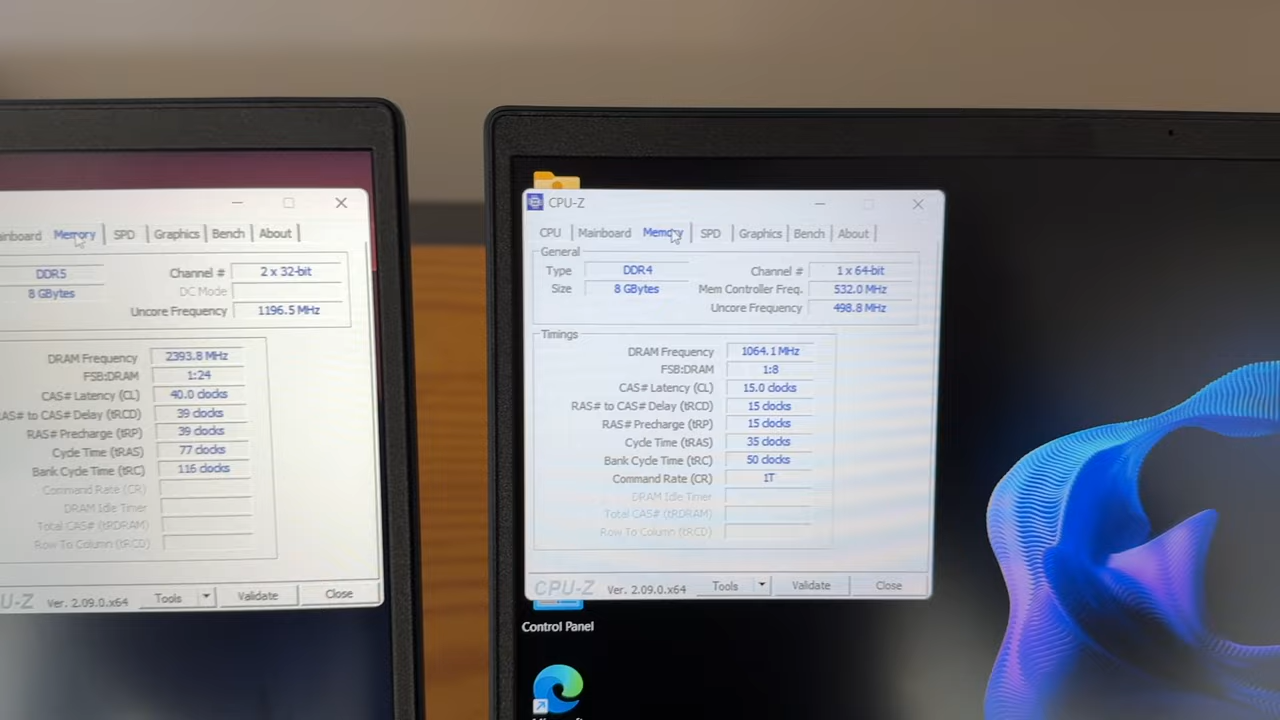 Memory
SPD
Graphics
Bench
About
DDR5
Channel #
2 x 32-bit
8 GBytes
DC Mode
Uncore Frequency
1196.5 MHz
DRAM Frequency
2393.8 MHz
FSB:DRAM
1:24
CAS# Latency (CL)
40.0 clocks
AS# to CAS# Delay (tRCD)
39 clocks
RAS# Precharge (tRP)
39 clocks
Cycle Time (tRAS)
77 clocks
Bank Cycle Time (tRC)
116 clocks
Command Rate (CR)
DRAM Idle Timer
Total CAS# (tRDRAM)
Row To Column (tRCD)
U-Z
Ver. 2.09.0.x64
Tools
Validate
Close
CPU-Z
CPU
Mainboard
Memory
SPD
Graphics
Bench
About
General
Type
DDR4
Channel #
1 x 64-bit
Size
8 GBytes
Mem Controller Freq.
532.0 MHz
Uncore Frequency
498.8 MHz
Timings
DRAM Frequency
1064.1 MHz
FSB:DRAM
1:8
CAS# Latency (CL)
15.0 clocks
RAS# to CAS# Delay (tRCD)
15 clocks
RAS# Precharge (tRP)
15 clocks
Cycle Time (tRAS)
35 clocks
Bank Cycle Time (tRC)
50 clocks
Command Rate (CR)
1T
DRAM Idle Timer
Total CAS# (tRDRAM)
Row To Column (tRCD)
CPU-Z
Ver. 2.09.0.x64
Tools
Validate
Close
Control Panel